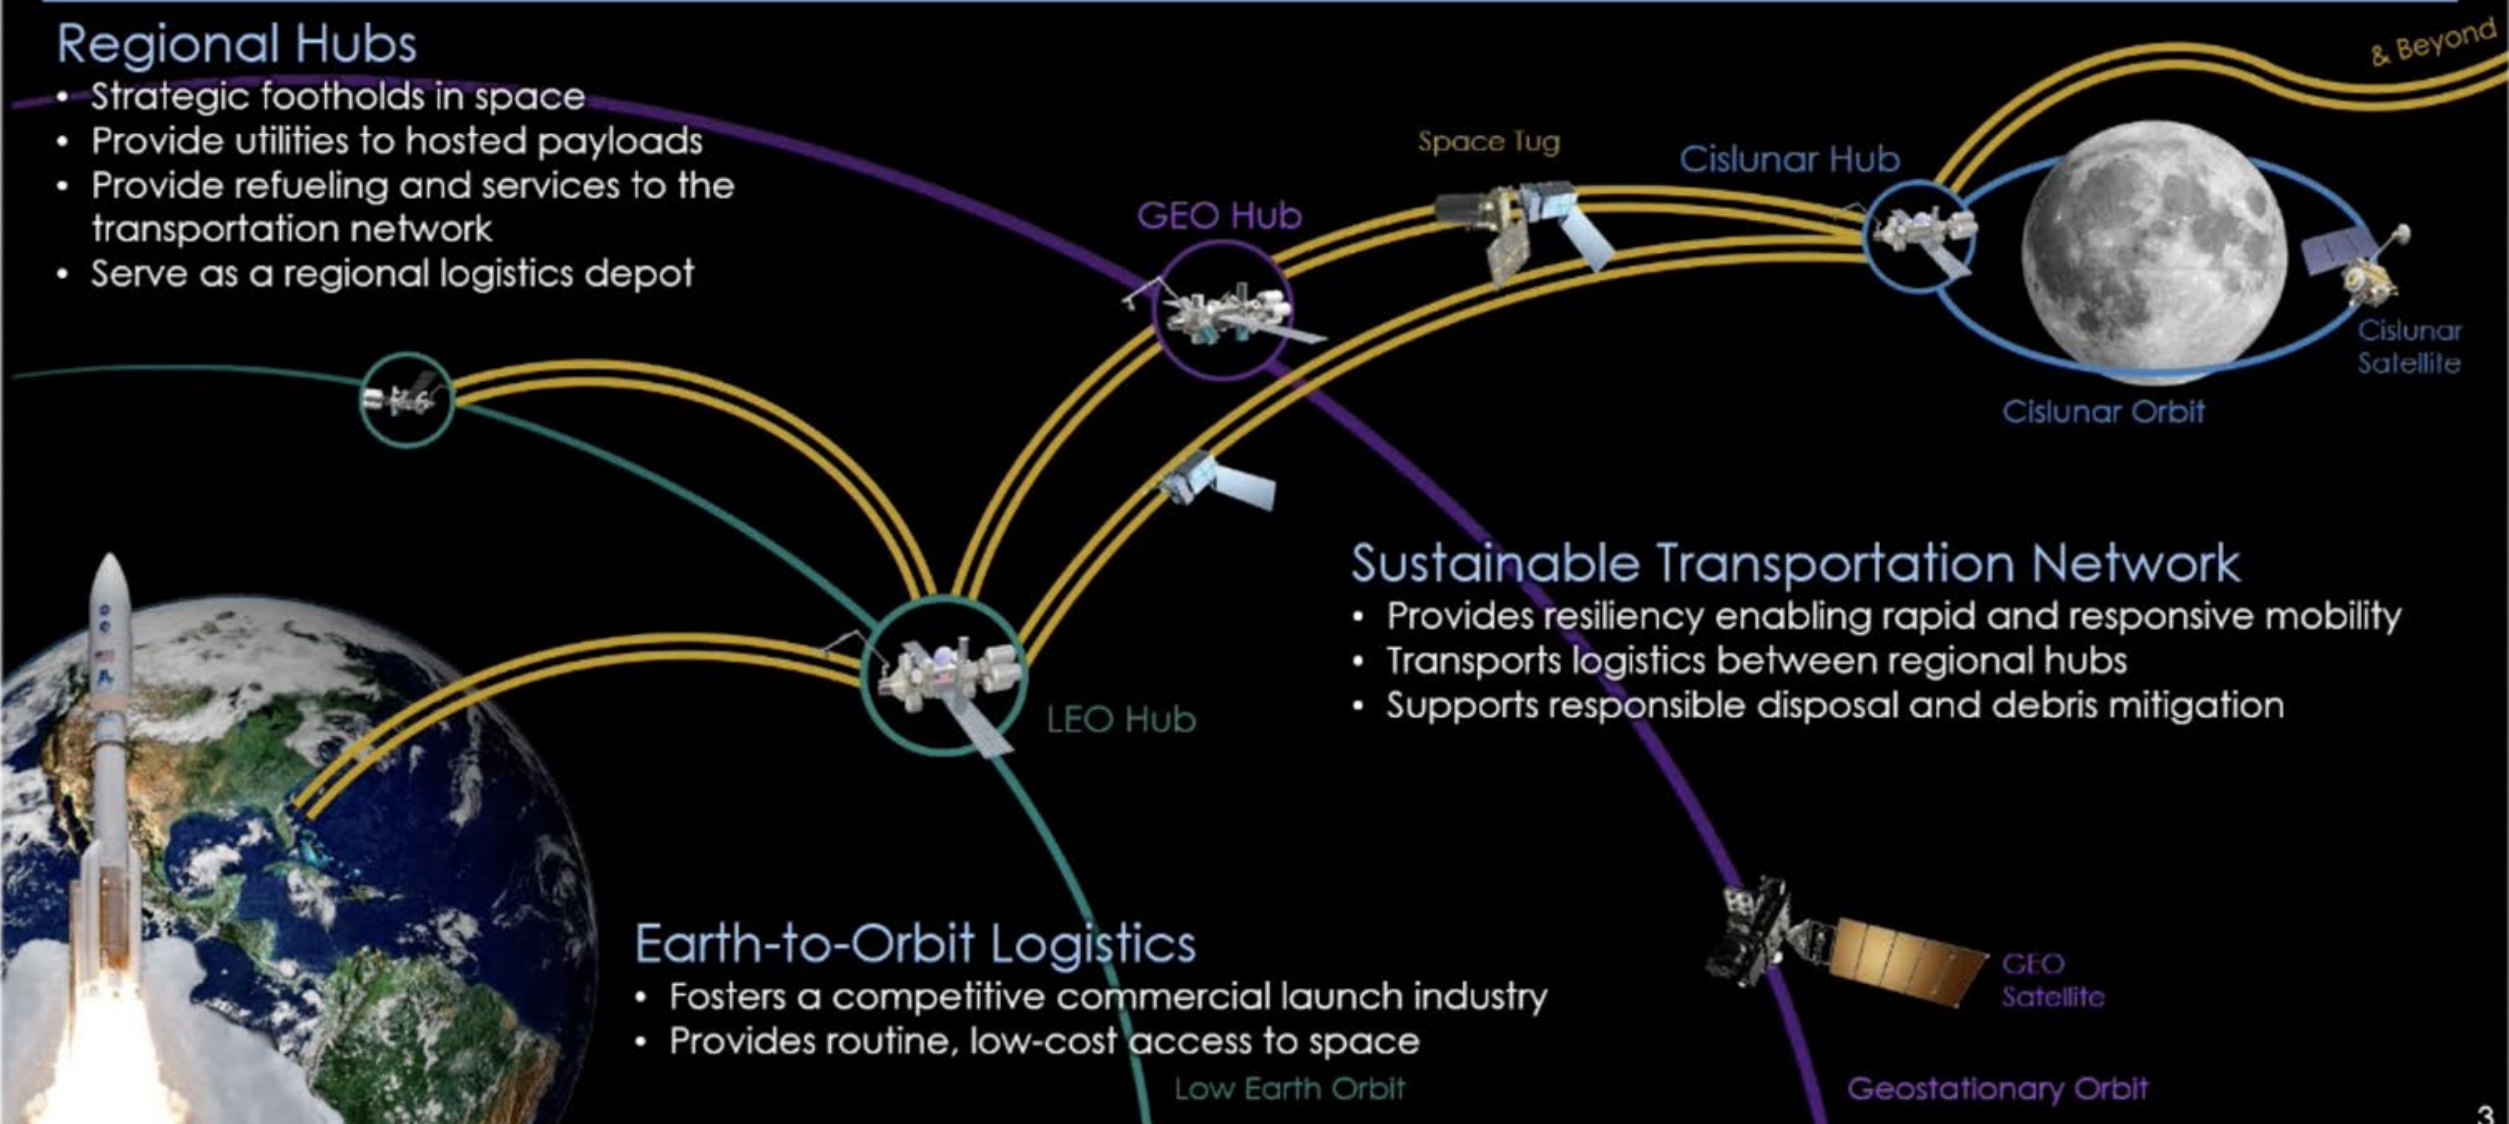 Regional Hubs
• Strategic footholds in space
• Provide utilities to hosted payloads
• Provide refueling and services to the
transportation network
• Serve as a regional logistics depot
& Beyond
Space Tug
Cislunar Hub
GEO Hub
Cislunar
Satellite
Cislunar Orbit
Sustainable Transportation Network
• Provides resiliency enabling rapid and responsive mobility
• Transports logistics between regional hubs
• Supports responsible disposal and debris mitigation
LEO Hub
Earth-to-Orbit Logistics
• Fosters a competitive commercial launch industry
• Provides routine, low-cost access to space
GEO
Satellite
Low Earth Orbit
Geostationary Orbit
3